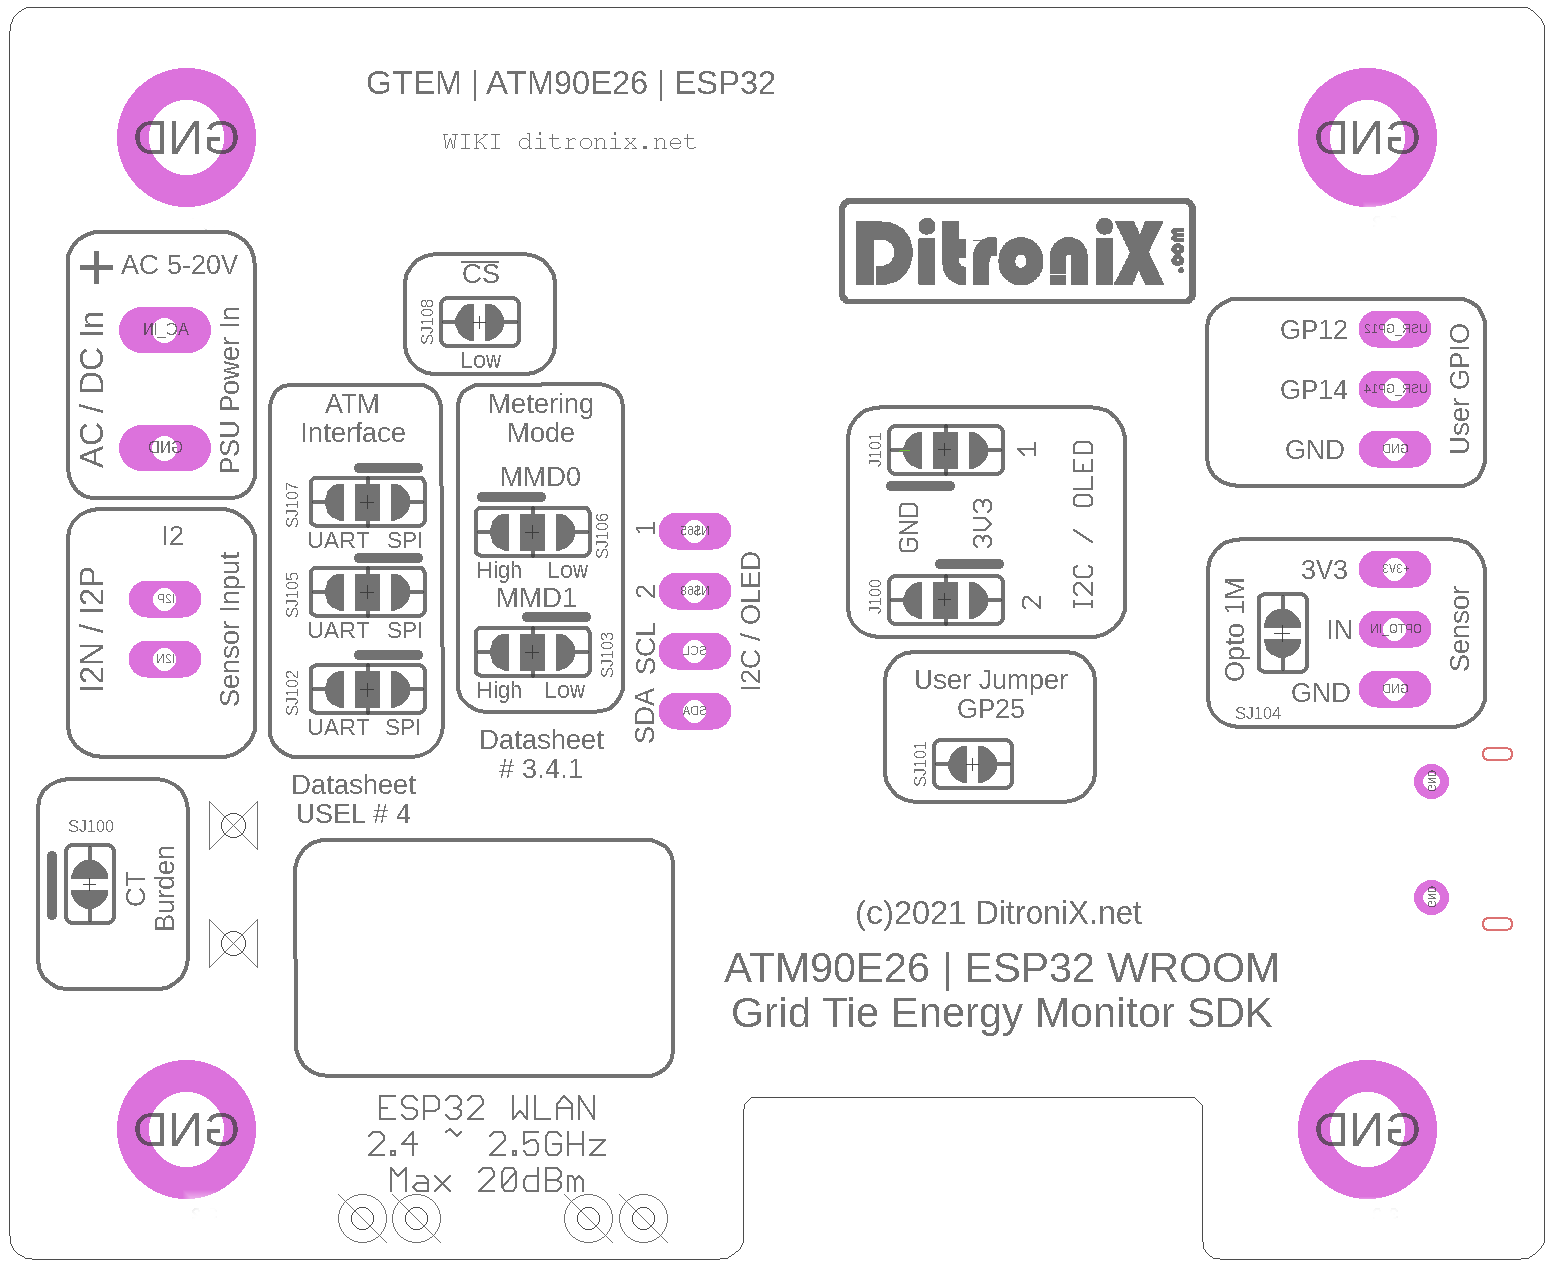 GTEM | ATM90E26 | ESP32
WIKI ditronix.net
GND
GND
DitroniX
.com
+ AC 5-20V
AC / DC In
AC_IN
GND
PSU Power In
CS
SJ108
Low
ATM
Interface
SJ107
UART SPI
SJ105
UART SPI
SJ102
UART SPI
Datasheet
USEL # 4
Metering
Mode
MMD0
SJ106
High Low
MMD1
SJ103
High Low
Datasheet
# 3.4.1
I2
I2N / I2P
I2P
I2N
Sensor Input
1
N$165
2
N$168
SCL
SCL
SDA
SDA
I2C / OLED
J101
1
GND
3V3
J100
2
I2C / OLED
GP12
USR_GP12
GP14
USR_GP14
GND
GND
User GPIO
Opto 1M
3V3
+3V3
IN
OPTO_IN
GND
GND
Sensor
SJ104
User Jumper
GP25
SJ101
GND
GND
SJ100
CT
Burden
(c)2021 DitroniX.net
ATM90E26 | ESP32 WROOM
Grid Tie Energy Monitor SDK
ESP32 WLAN
2.4 ~ 2.5GHz
Max 20dBm
GND
GND